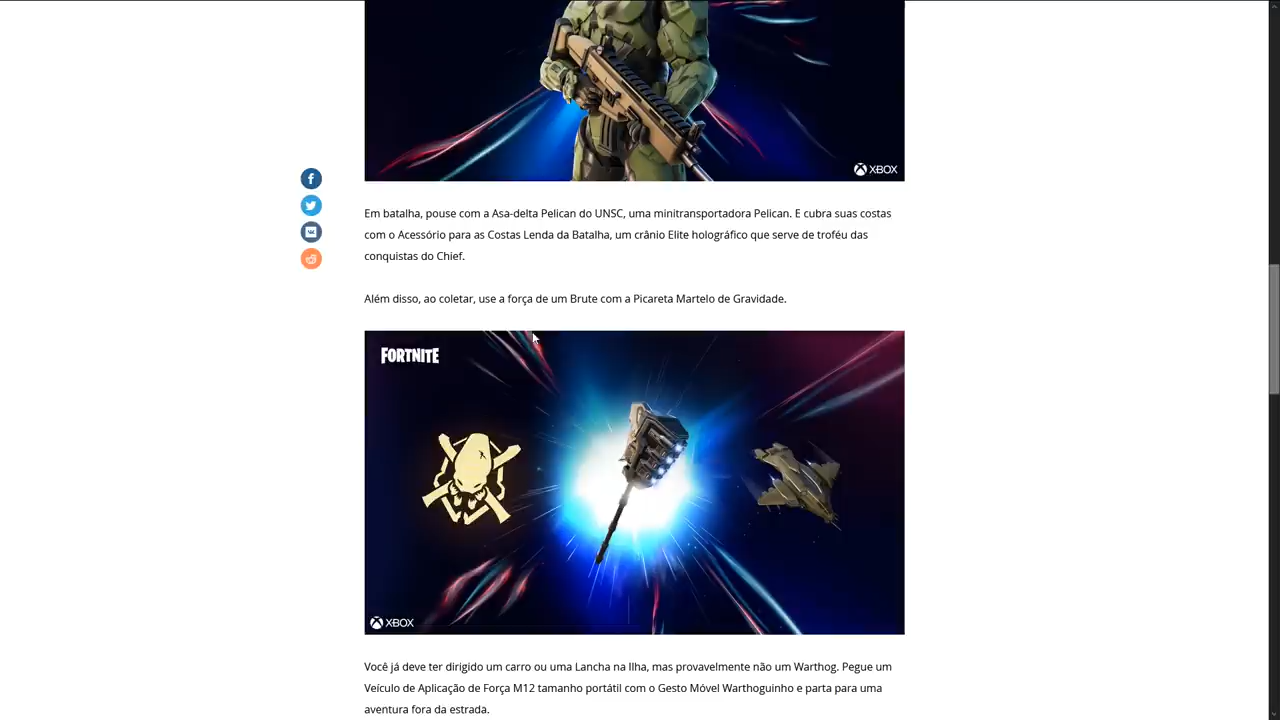 XBOX
Em batalha, pouse com a Asa-delta Pelican do UNSC, uma minitransportadora Pelican. E cubra suas costas
com o Acessório para as Costas Lenda da Batalha, um crânio Elite holográfico que serve de troféu das
conquistas do Chief.
Além disso, ao coletar, use a força de um Brute com a Picareta Martelo de Gravidade.
FORTNITE
XBOX
Você já deve ter dirigido um carro ou uma Lancha na Ilha, mas provavelmente não um Warthog. Pegue um
Veículo de Aplicação de Força M12 tamanho portátil com o Gesto Móvel Warthoguinho e parta para uma
aventura fora da estrada.